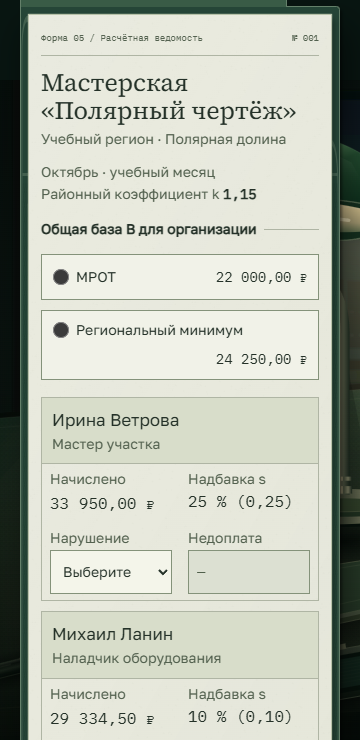 Форма 05 / Расчётная ведомость № 001
Мастерская
«Полярный чертёж»
Учебный регион · Полярная долина
Октябрь · учебный месяц
Районный коэффициент k 1,15
Общая база B для организации
МРОТ 22 000,00 ₽
Региональный минимум
24 250,00 ₽
Ирина Ветрова
Мастер участка
Начислено Надбавка s
33 950,00 ₽ 25 % (0,25)
Нарушение Недоплата
Выберите —
Михаил Ланин
Наладчик оборудования
Начислено Надбавка s
29 334,50 ₽ 10 % (0,10)